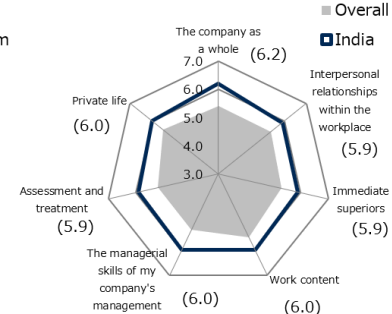 Overall
India
m
The company as
a whole
(6.2)
7.0
6.0
5.0
4.0
3.0
Interpersonal
relationships
within the
workplace
(5.9)
Immediate
superiors
(5.9)
Work content
(6.0)
The managerial
skills of my
company's
management
(6.0)
Assessment and
treatment
(5.9)
Private life
(6.0)